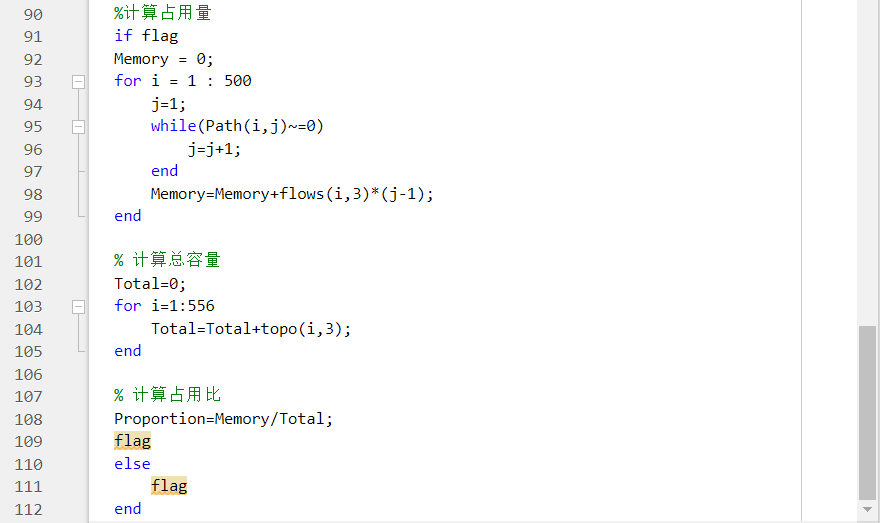 90 %计算占用量
91 if flag
92 Memory = 0;
93 for i = 1 : 500
94     j=1;
95     while(Path(i,j)~=0)
96         j=j+1;
97     end
98     Memory=Memory+flows(i,3)*(j-1);
99 end
100
101 % 计算总容量
102 Total=0;
103 for i=1:556
104     Total=Total+topo(i,3);
105 end
106
107 % 计算占用比
108 Proportion=Memory/Total;
109 flag
110 else
111     flag
112 end